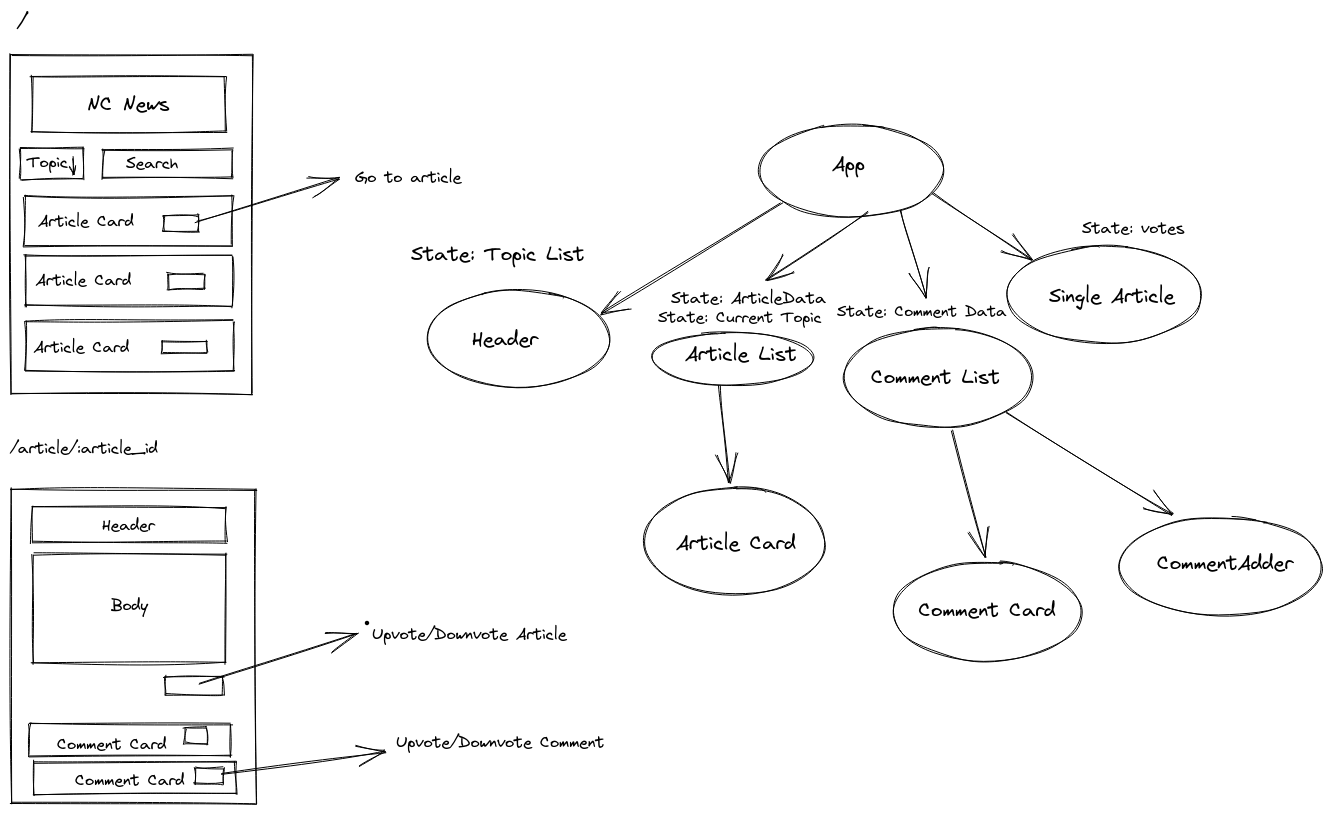 /
NC News
Topic
Search
Article Card
Article Card
Article Card
Go to article
/article/:article_id
Header
Body
Upvote/Downvote Article
Comment Card
Comment Card
Upvote/Downvote Comment
App
State: Topic List
Header
State: ArticleData
State: Current Topic
Article List
State: Comment Data
Comment List
State: votes
Single Article
Article Card
Comment Card
CommentAdder